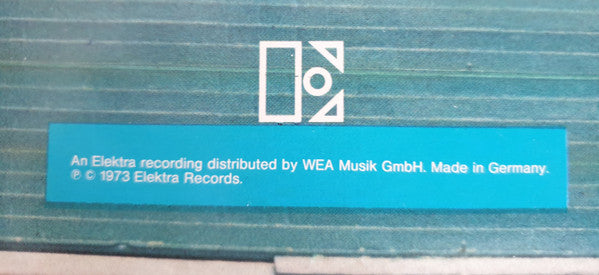 An Elektra recording distributed by WEA Musik GmbH. Made in Germany.
℗ © 1973 Elektra Records.